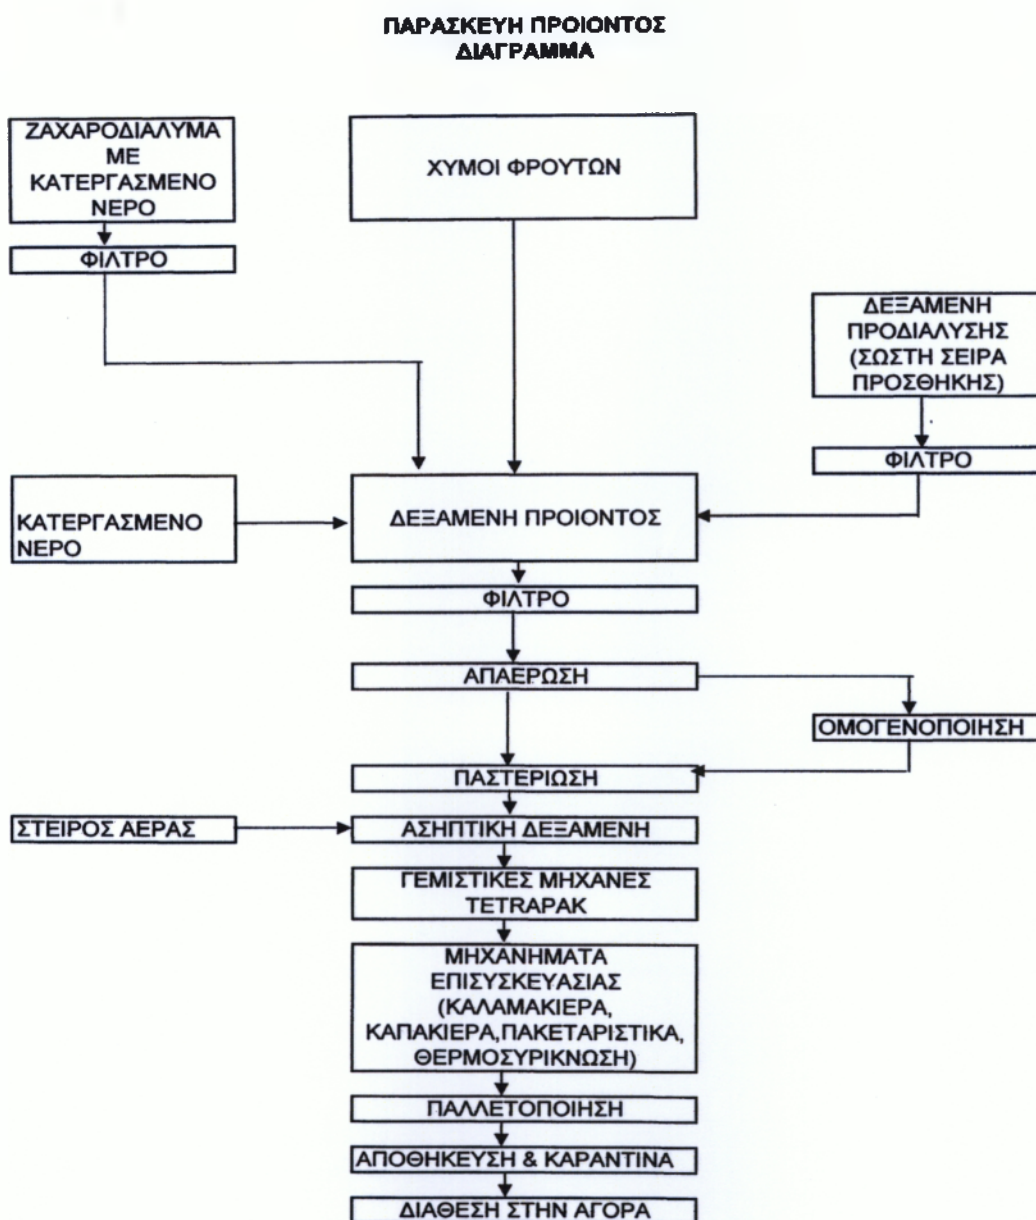 ΠΑΡΑΣΚΕΥΗ ΠΡΟΙΟΝΤΟΣ
ΔΙΑΓΡΑΜΜΑ
ΖΑΧΑΡΟΔΙΑΛΥΜΑ
ΜΕ
ΚΑΤΕΡΓΑΣΜΕΝΟ
ΝΕΡΟ
ΧΥΜΟΙ ΦΡΟΥΤΩΝ
ΦΙΛΤΡΟ
ΔΕΞΑΜΕΝΗ
ΠΡΟΔΙΑΛΥΣΗΣ
(ΣΩΣΤΗ ΣΕΙΡΑ
ΠΡΟΣΘΗΚΗΣ)
ΦΙΛΤΡΟ
ΚΑΤΕΡΓΑΣΜΕΝΟ
ΝΕΡΟ
ΔΕΞΑΜΕΝΗ ΠΡΟΙΟΝΤΟΣ
ΦΙΛΤΡΟ
ΑΠΑΕΡΩΣΗ
ΟΜΟΓΕΝΟΠΟΙΗΣΗ
ΠΑΣΤΕΡΙΩΣΗ
ΣΤΕΙΡΟΣ ΑΕΡΑΣ
ΑΣΗΠΤΙΚΗ ΔΕΞΑΜΕΝΗ
ΓΕΜΙΣΤΙΚΕΣ ΜΗΧΑΝΕΣ
TETRAPAK
ΜΗΧΑΝΗΜΑΤΑ
ΕΠΙΣΥΣΚΕΥΑΣΙΑΣ
(ΚΑΛΑΜΑΚΙΕΡΑ,
ΚΑΠΑΚΙΕΡΑ,ΠΑΚΕΤΑΡΙΣΤΙΚΑ,
ΘΕΡΜΟΣΥΡΙΚΝΩΣΗ)
ΠΑΛΛΕΤΟΠΟΙΗΣΗ
ΑΠΟΘΗΚΕΥΣΗ & ΚΑΡΑΝΤΙΝΑ
ΔΙΑΘΕΣΗ ΣΤΗΝ ΑΓΟΡΑ